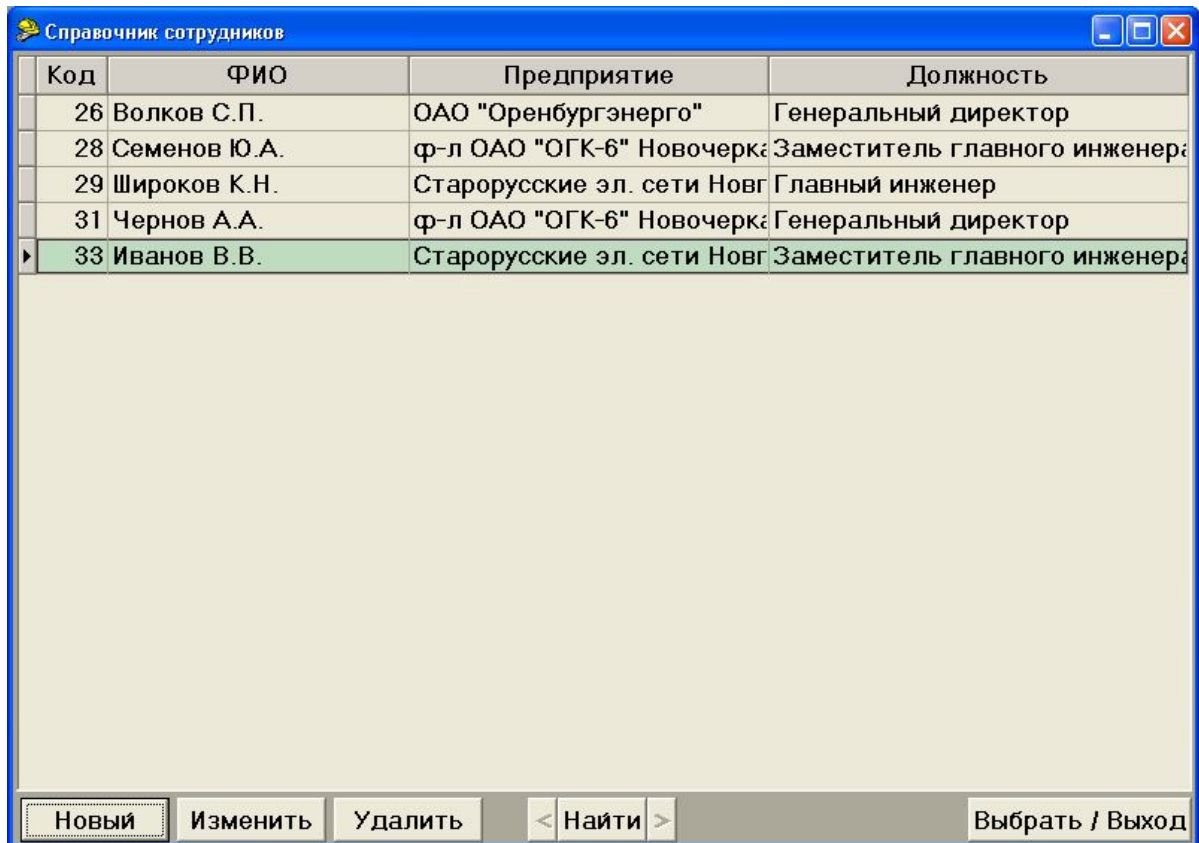 Справочник сотрудников
Код ФИО Предприятие Должность
26 Волков С.П. ОАО "Оренбургэнерго" Генеральный директор
28 Семенов Ю.А. ф-л ОАО "ОГК-6" Новочерка Заместитель главного инженера
29 Широков К.Н. Старорусские эл. сети Новг Главный инженер
31 Чернов А.А. ф-л ОАО "ОГК-6" Новочерка Генеральный директор
33 Иванов В.В. Старорусские эл. сети Новг Заместитель главного инженера
Новый Изменить Удалить < Найти > Выбрать / Выход